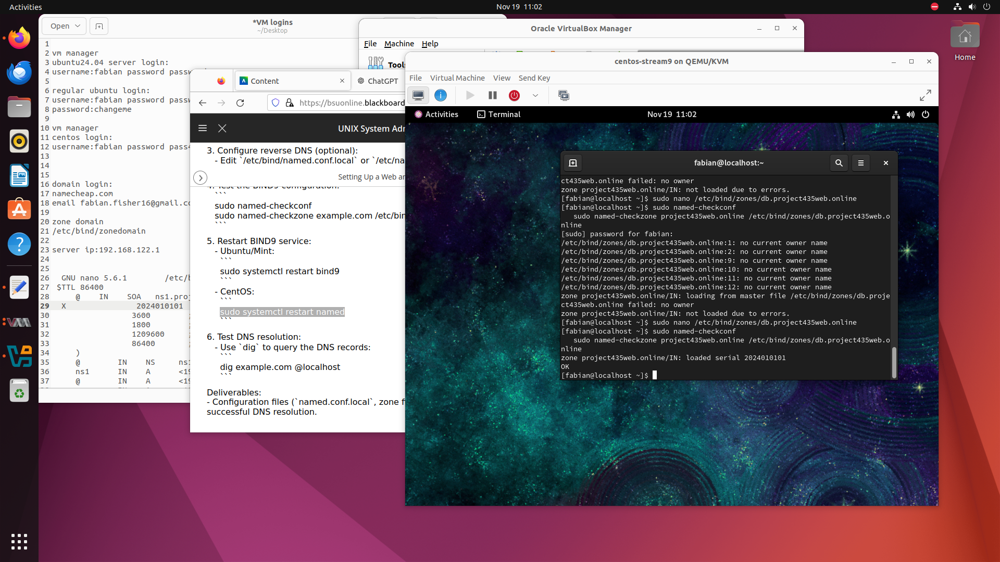 Activities
Nov 19 11:02
Open
*VM logins
~/Desktop
1
2 vm manager
3 ubuntu24.04 server login:
4 username:fabian password
5
6 regular ubuntu login:
7 username:fabian password
8 password:changeme
9
10 vm manager
11 centos login:
12 username:fabian password
13
14
15
16 domain login:
17 namecheap.com
18 email
19
20 zone domain
21 /etc/bind/zonedomain
22
23 server ip:192.168.122.1
24
25
26 GNU nano 5.6.1 /etc/b
27 $TTL 86400
28 @ IN SOA ns1.proj
29 X 2024010101
30 3600
31 1800
32 1209600
33 86400
34 )
35 @ IN NS ns1
36 ns1 IN A <19
37 @ IN A <19
Oracle VirtualBox Manager
File Machine Help
Tools
Content
ChatGPT
https://bsuonline.blackboard
UNIX System Adm
3. Configure reverse DNS (optional):
- Edit `/etc/bind/named.conf.local` or `/etc/na
Setting Up a Web an
4. Test the BIND9 configuration:
```
sudo named-checkconf
sudo named-checkzone example.com /etc/bin
```
5. Restart BIND9 service:
- Ubuntu/Mint:
```
sudo systemctl restart bind9
```
- CentOS:
```
sudo systemctl restart named
```
6. Test DNS resolution:
- Use `dig` to query the DNS records:
```
dig example.com @localhost
```
Deliverables:
- Configuration files (`named.conf.local`, zone f
successful DNS resolution.
centos-stream9 on QEMU/KVM
File Virtual Machine View Send Key
Activities Terminal
Nov 19 11:02
fabian@localhost:~
ct435web.online failed: no owner
zone project435web.online/IN: not loaded due to errors.
[fabian@localhost ~]$ sudo nano /etc/bind/zones/db.project435web.online
[fabian@localhost ~]$ sudo named-checkconf
sudo named-checkzone project435web.online /etc/bind/zones/db.project435web.o
nline
[sudo] password for fabian:
/etc/bind/zones/db.project435web.online:1: no current owner name
/etc/bind/zones/db.project435web.online:2: no current owner name
/etc/bind/zones/db.project435web.online:9: no current owner name
/etc/bind/zones/db.project435web.online:10: no current owner name
/etc/bind/zones/db.project435web.online:11: no current owner name
/etc/bind/zones/db.project435web.online:12: no current owner name
zone project435web.online/IN: loading from master file /etc/bind/zones/db.proje
ct435web.online failed: no owner
zone project435web.online/IN: not loaded due to errors.
[fabian@localhost ~]$ sudo nano /etc/bind/zones/db.project435web.online
[fabian@localhost ~]$ sudo named-checkconf
sudo named-checkzone project435web.online /etc/bind/zones/db.project435web.o
nline
zone project435web.online/IN: loaded serial 2024010101
OK
[fabian@localhost ~]$
Home